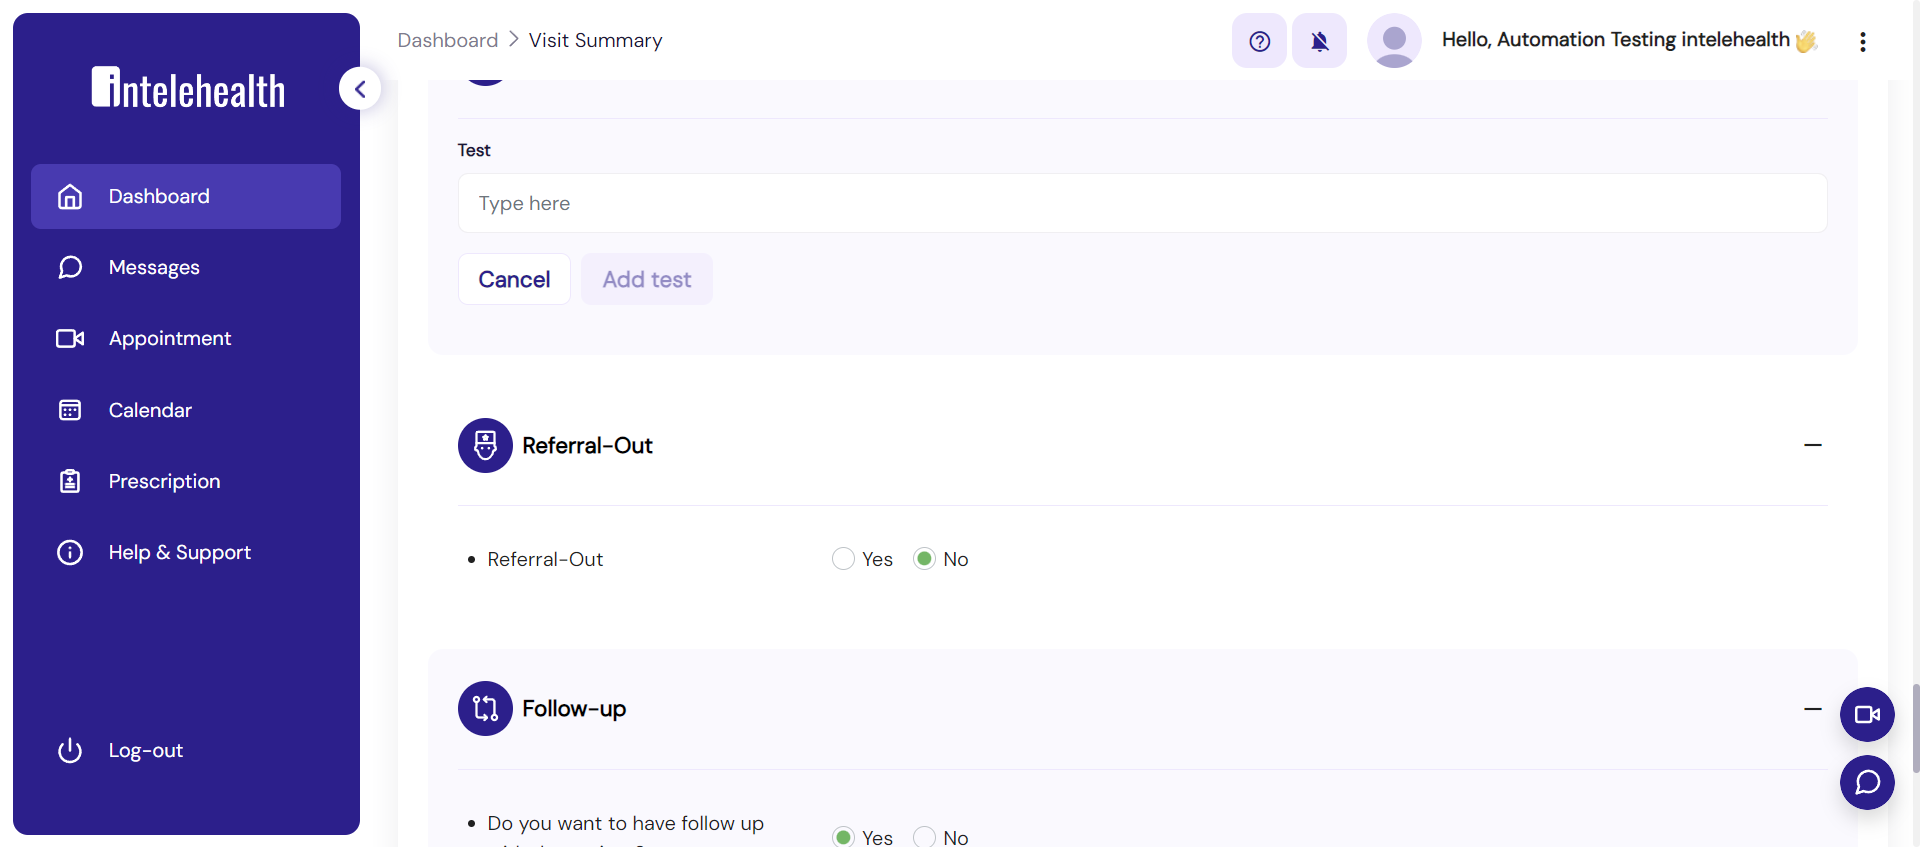 intelehealth
Dashboard
Messages
Appointment
Calendar
Prescription
Help & Support
Log-out
Dashboard > Visit Summary
Hello, Automation Testing intelehealth 👋
Test
Type here
Cancel
Add test
Referral-Out
Referral-Out
Yes
No
Follow-up
Do you want to have follow up
Yes
No